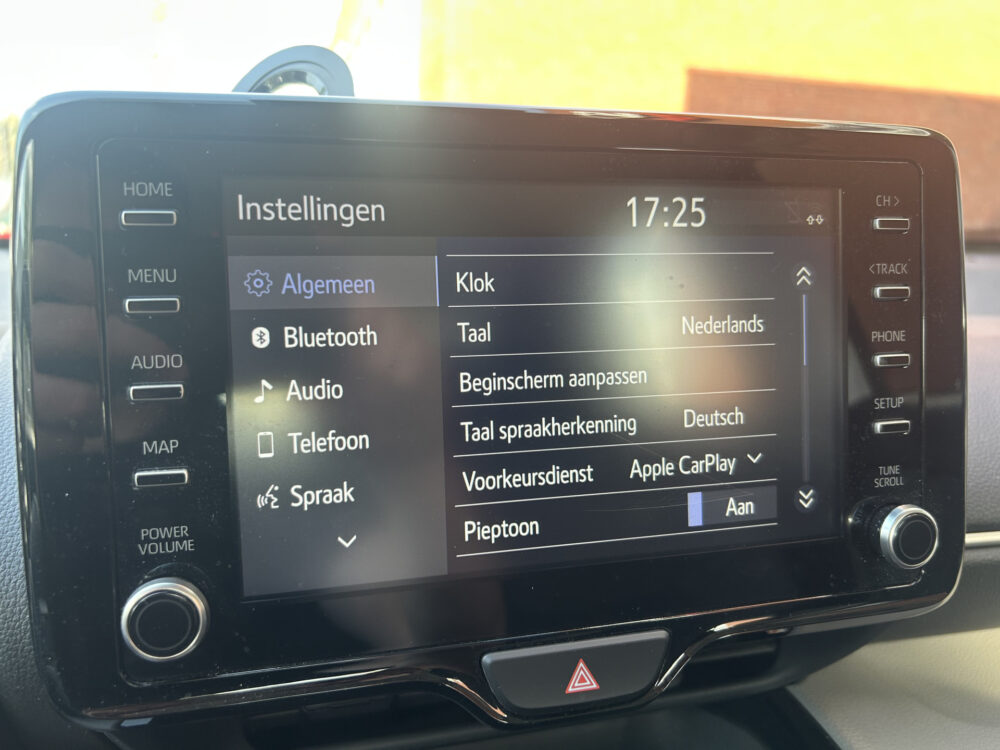 HOME
MENU
AUDIO
MAP
POWER
VOLUME
Instellingen 17:25
Algemeen
Bluetooth
Audio
Telefoon
Spraak
Klok
Taal Nederlands
Beginscherm aanpassen
Taal spraakherkenning Deutsch
Voorkeursdienst Apple CarPlay
Pieptoon Aan
CH >
< TRACK
PHONE
SETUP
TUNE
SCROLL